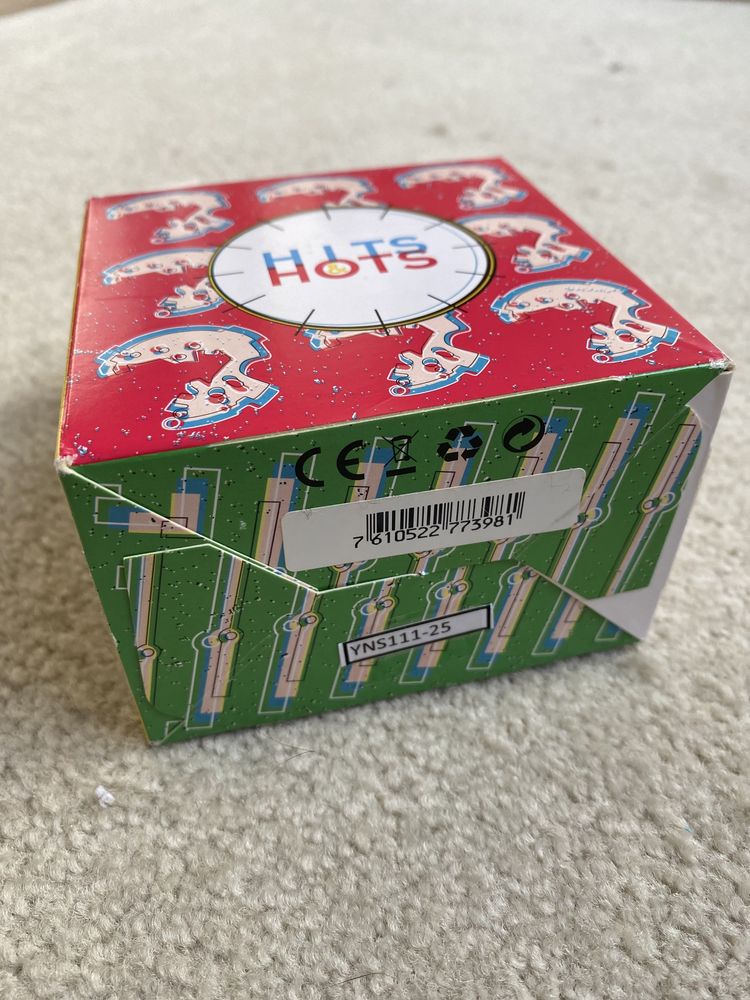 HITS
&
HOTS
CE
7 610522 773981
YNS111-25